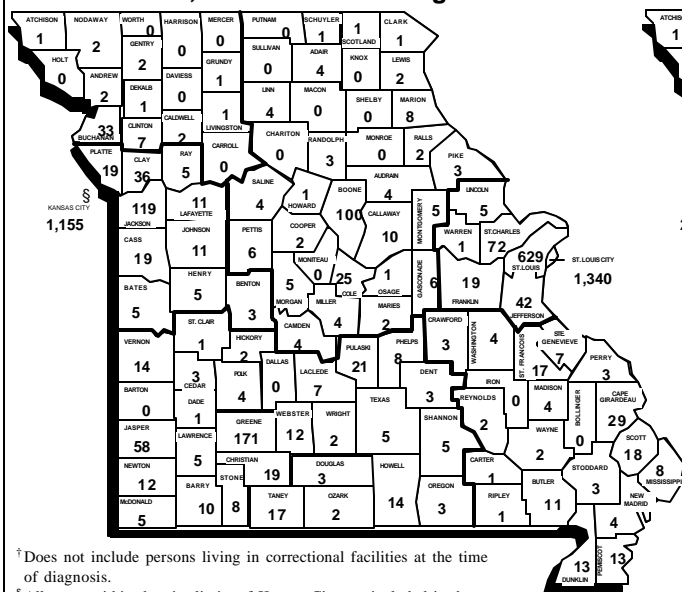 ATCHISON 1
NODAWAY 2
WORTH 0
HARRISON 0
MERCER 0
PUTNAM 0
SCHUYLER 1
SCOTLAND 1
CLARK 1
HOLT 0
ANDREW 2
GENTRY 2
DEKALB 1
DAVIESS 0
GRUNDY 1
SULLIVAN 0
ADAIR 4
KNOX 0
LEWIS 2
LINN 4
MACON 0
SHELBY 0
MARION 8
BUCHANAN 33
CLINTON 7
CALDWELL 2
LIVINGSTON 1
CHARITON 0
RANDOLPH 3
MONROE 0
RALLS 2
PIKE 3
PLATTE 19
CLAY 36
RAY 5
CARROLL 0
SALINE 4
HOWARD 1
BOONE 100
AUDRAIN 4
LINCOLN 5
§
KANSAS CITY
1,155
JACKSON 119
LAFAYETTE 11
COOPER 2
CALLAWAY 10
MONTGOMERY 5
WARREN 1
ST.CHARLES 72
ST.LOUIS 629
ST.LOUIS CITY
1,340
CASS 19
JOHNSON 11
PETTIS 6
MONITEAU 0
COLE 25
OSAGE 1
GASCONADE 6
FRANKLIN 19
JEFFERSON 42
BATES 5
HENRY 5
BENTON 3
MORGAN 5
MILLER 4
MARIES 2
CRAWFORD 3
WASHINGTON 4
ST. FRANCOIS 17
STE. GENEVIEVE 7
PERRY 3
VERNON 14
ST. CLAIR 1
HICKORY 2
CAMDEN 4
PULASKI 21
PHELPS 8
DENT 3
IRON 0
MADISON 4
BOLLINGER 0
CAPE GIRARDEAU 29
BARTON 0
CEDAR 3
POLK 4
DALLAS 0
LACLEDE 7
TEXAS 5
REYNOLDS 2
WAYNE 2
SCOTT 18
JASPER 58
DADE 1
GREENE 171
WEBSTER 12
WRIGHT 2
SHANNON 5
CARTER 1
STODDARD 3
MISSISSIPPI 8
NEWTON 12
LAWRENCE 5
CHRISTIAN 19
DOUGLAS 3
HOWELL 14
OREGON 3
RIPLEY 1
BUTLER 11
NEW MADRID 4
McDONALD 5
BARRY 10
STONE 8
TANEY 17
OZARK 2
DUNKLIN 13
PEMISCOT 13
†Does not include persons living in correctional facilities at the time
of diagnosis.